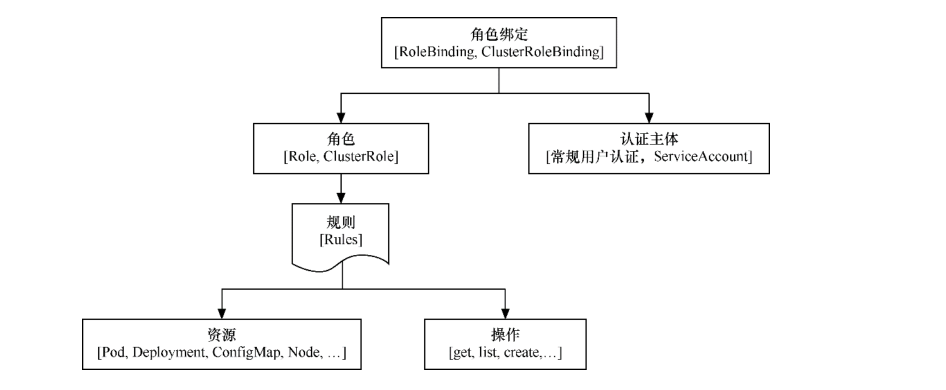 角色绑定
[RoleBinding, ClusterRoleBinding]
角色
[Role, ClusterRole]
认证主体
[常规用户认证，ServiceAccount]
规则
[Rules]
资源
[Pod, Deployment, ConfigMap, Node, …]
操作
[get, list, create,…]